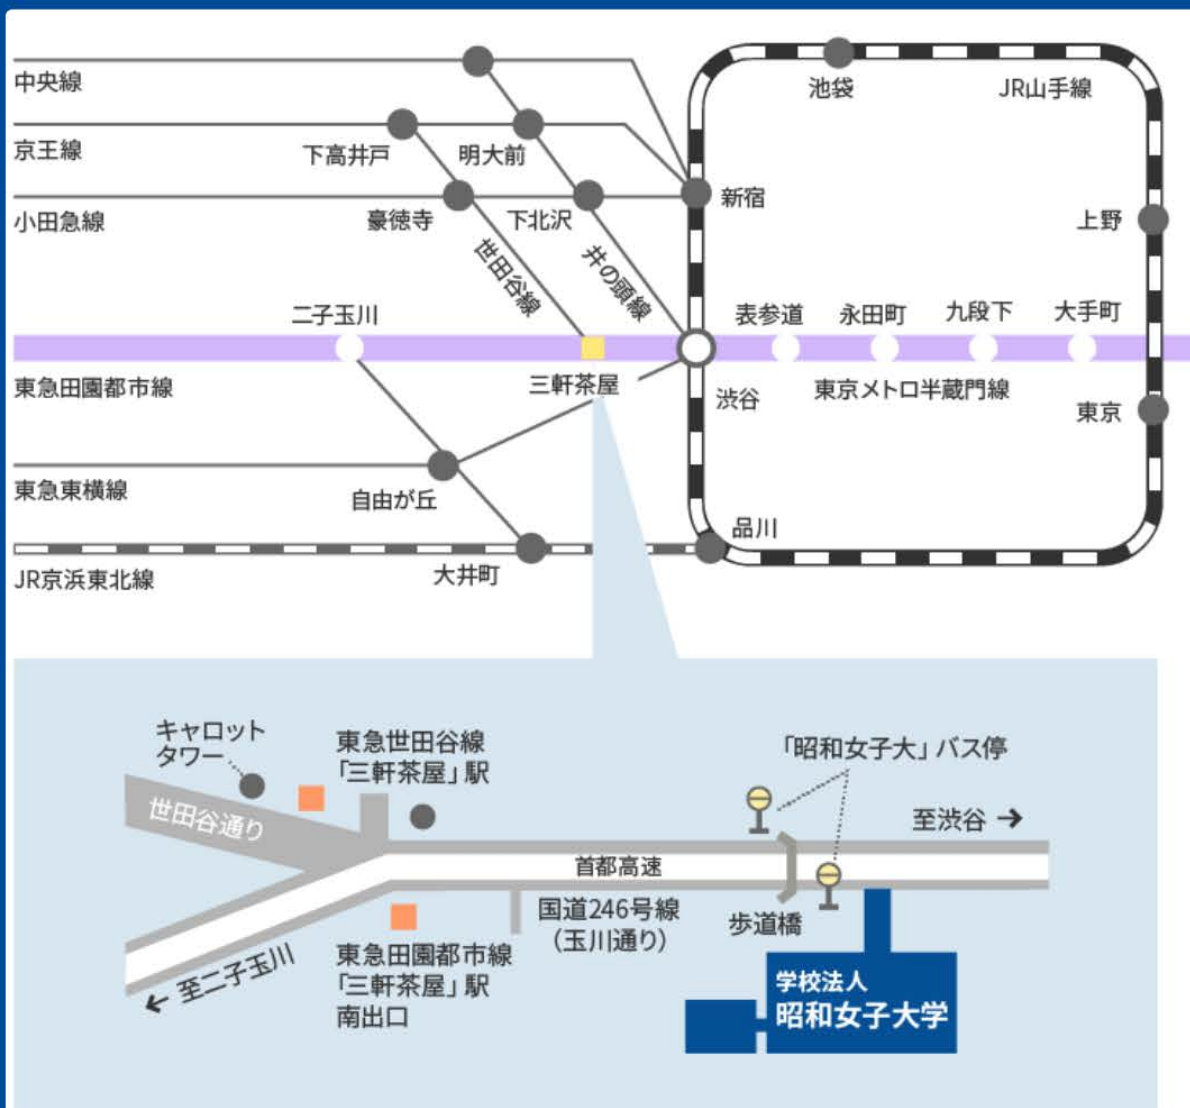 池袋
JR山手線
中央線
京王線
下高井戸
明大前
小田急線
豪徳寺
下北沢
新宿
上野
世田谷線
井の頭線
二子玉川
表参道
永田町
九段下
大手町
東急田園都市線
三軒茶屋
渋谷
東京メトロ半蔵門線
東京
東急東横線
自由が丘
品川
JR京浜東北線
大井町
キャロット
タワー
東急世田谷線
「三軒茶屋」駅
「昭和女子大」バス停
世田谷通り
至渋谷 →
首都高速
国道246号線
(玉川通り)
歩道橋
← 至二子玉川
東急田園都市線
「三軒茶屋」駅
南出口
学校法人
昭和女子大学